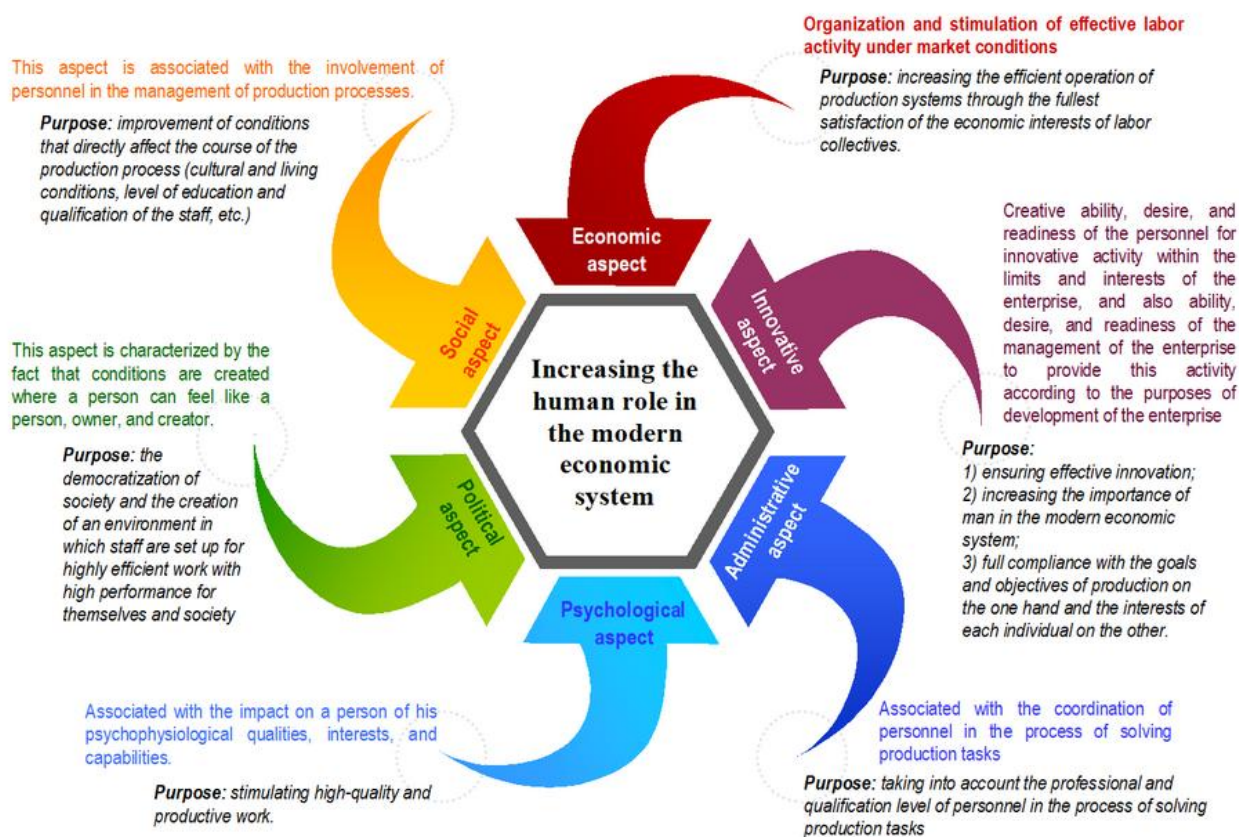 Organization and stimulation of effective labor
activity under market conditions
Purpose: increasing the efficient operation of
production systems through the fullest
satisfaction of the economic interests of labor
collectives.
This aspect is associated with the involvement of
personnel in the management of production processes.
Purpose: improvement of conditions
that directly affect the course of the
production process (cultural and living
conditions, level of education and
qualification of the staff, etc.)
Creative ability, desire, and
readiness of the personnel for
innovative activity within the
limits and interests of the
enterprise, and also ability,
desire, and readiness of the
management of the enterprise
to provide this activity
according to the purposes of
development of the enterprise
Purpose:
1) ensuring effective innovation;
2) increasing the importance of
man in the modern economic
system;
3) full compliance with the goals
and objectives of production on
the one hand and the interests of
each individual on the other.
Economic
aspect
Social
aspect
Innovative
aspect
Increasing the
human role in
the modern
economic
system
This aspect is characterized by the
fact that conditions are created
where a person can feel like a
person, owner, and creator.
Purpose: the
democratization of
society and the creation
of an environment in
which staff are set up for
highly efficient work with
high performance for
themselves and society
Political
aspect
Administrative
aspect
Psychological
aspect
Associated with the impact on a person of his
psychophysiological qualities, interests, and
capabilities.
Purpose: stimulating high-quality and
productive work.
Associated with the coordination of
personnel in the process of solving
production tasks
Purpose: taking into account the professional and
qualification level of personnel in the process of solving
production tasks